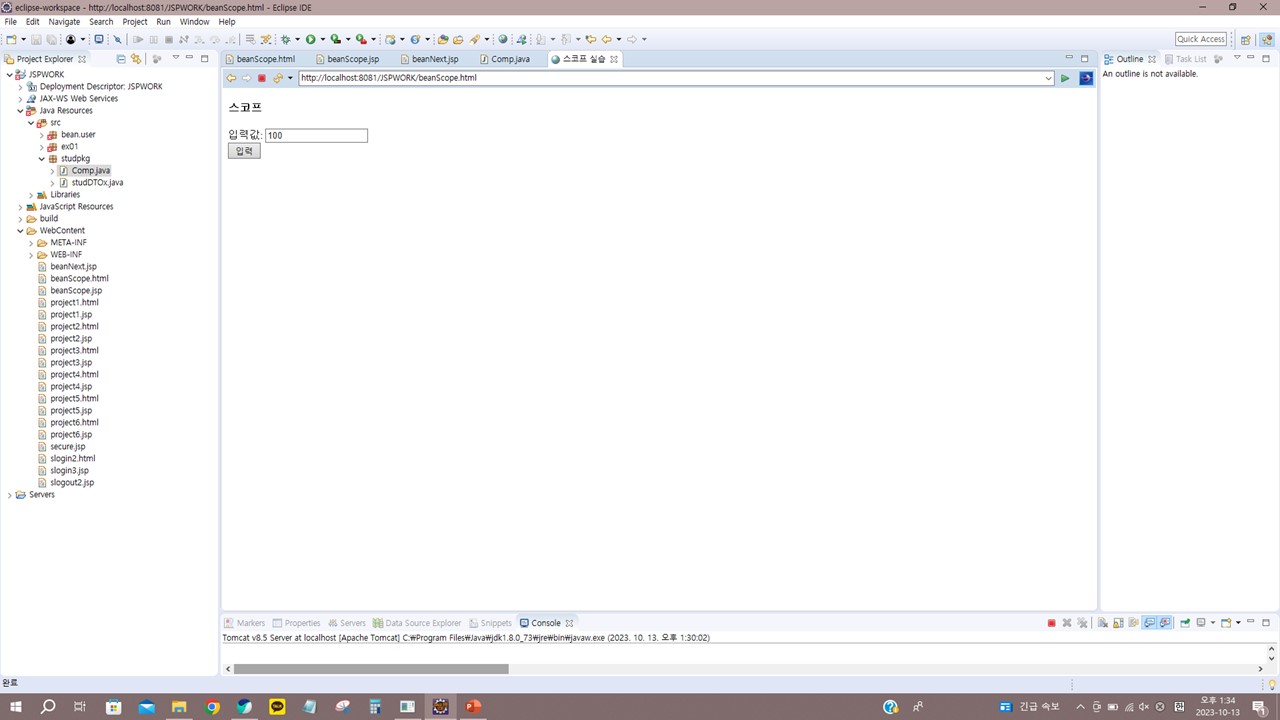 eclipse-workspace - http://localhost:8081/JSPWORK/beanScope.html - Eclipse IDE
File Edit Navigate Search Project Run Window Help
Quick Access
Project Explorer
JSPWORK
Deployment Descriptor: JSPWORK
JAX-WS Web Services
Java Resources
src
bean.user
ex01
studpkg
Comp.java
studDTOx.java
Libraries
JavaScript Resources
build
WebContent
META-INF
WEB-INF
beanNext.jsp
beanScope.html
beanScope.jsp
project1.html
project1.jsp
project2.html
project2.jsp
project3.html
project3.jsp
project4.html
project4.jsp
project5.html
project5.jsp
project6.html
project6.jsp
secure.jsp
slogin2.html
slogin3.jsp
slogout2.jsp
Servers
beanScope.html beanScope.jsp beanNext.jsp Comp.java 스코프 실습
http://localhost:8081/JSPWORK/beanScope.html
스코프
입력값: 100
입력
Outline Task List
An outline is not available.
Markers Properties Servers Data Source Explorer Snippets Console
Tomcat v8.5 Server at localhost [Apache Tomcat] C:₩Program Files₩Java₩jdk1.8.0_73₩jre₩bin₩javaw.exe (2023. 10. 13. 오후 1:30:02)
완료
TALK
긴급 속보
오후 1:34
2023-10-13
1